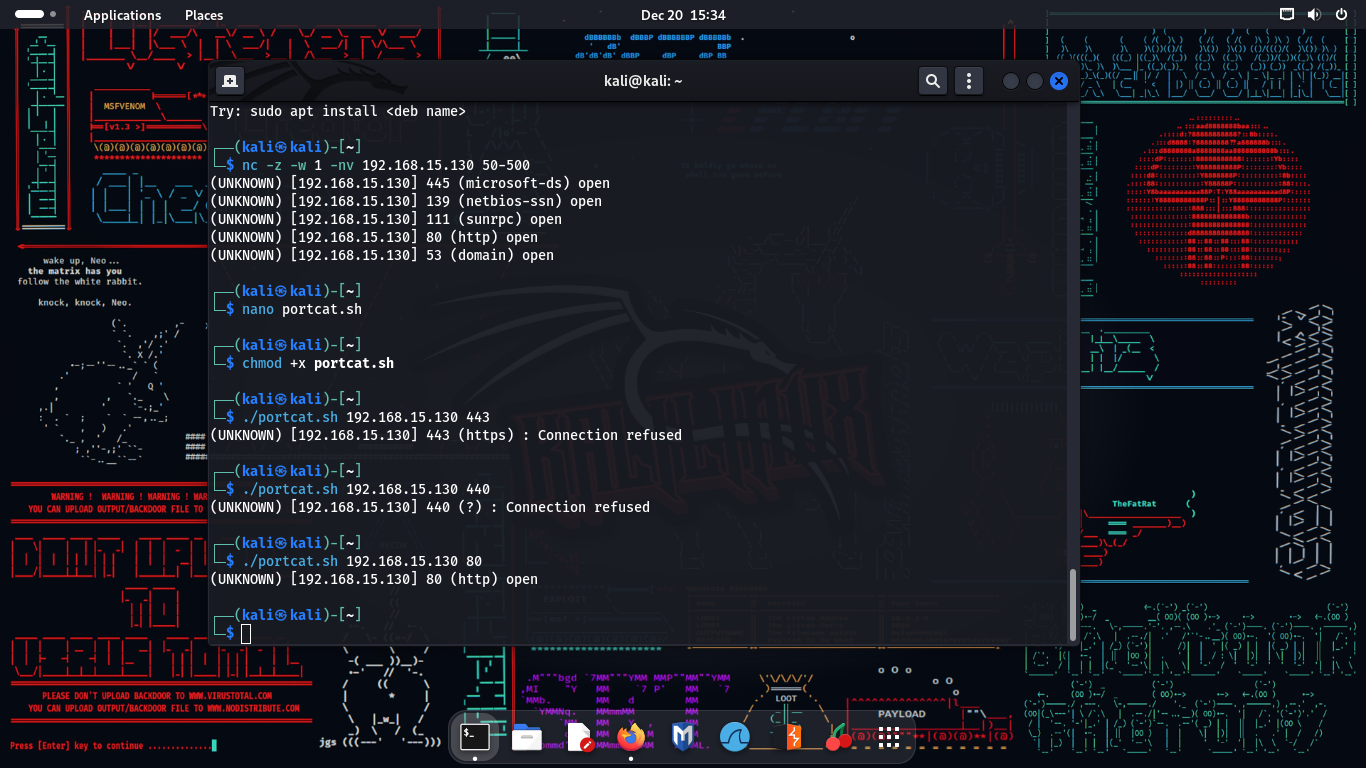 Applications Places Dec 20 15:34
kali@kali: ~
Try: sudo apt install <deb name>
┌──(kali㉿kali)-[~]
└─$ nc -z -w 1 -nv 192.168.15.130 50-500
(UNKNOWN) [192.168.15.130] 445 (microsoft-ds) open
(UNKNOWN) [192.168.15.130] 139 (netbios-ssn) open
(UNKNOWN) [192.168.15.130] 111 (sunrpc) open
(UNKNOWN) [192.168.15.130] 80 (http) open
(UNKNOWN) [192.168.15.130] 53 (domain) open
┌──(kali㉿kali)-[~]
└─$ nano portcat.sh
┌──(kali㉿kali)-[~]
└─$ chmod +x portcat.sh
┌──(kali㉿kali)-[~]
└─$ ./portcat.sh 192.168.15.130 443
(UNKNOWN) [192.168.15.130] 443 (https) : Connection refused
┌──(kali㉿kali)-[~]
└─$ ./portcat.sh 192.168.15.130 440
(UNKNOWN) [192.168.15.130] 440 (?) : Connection refused
┌──(kali㉿kali)-[~]
└─$ ./portcat.sh 192.168.15.130 80
(UNKNOWN) [192.168.15.130] 80 (http) open
┌──(kali㉿kali)-[~]
└─$
MSFVENOM
[v1.3 >]
wake up, Neo...
the matrix has you
follow the white rabbit.
knock, knock, Neo.
WARNING ! WARNING ! WARNING ! WAR
YOU CAN UPLOAD OUTPUT/BACKDOOR FILE TO
PLEASE DON'T UPLOAD BACKDOOR TO WWW.VIRUSTOTAL.COM
YOU CAN UPLOAD BACKDOOR FILE TO WWW.NODISTRIBUTE.COM
Press [Enter] key to continue ..............
jgs
TheFatRat
LOOT
PAYLOAD